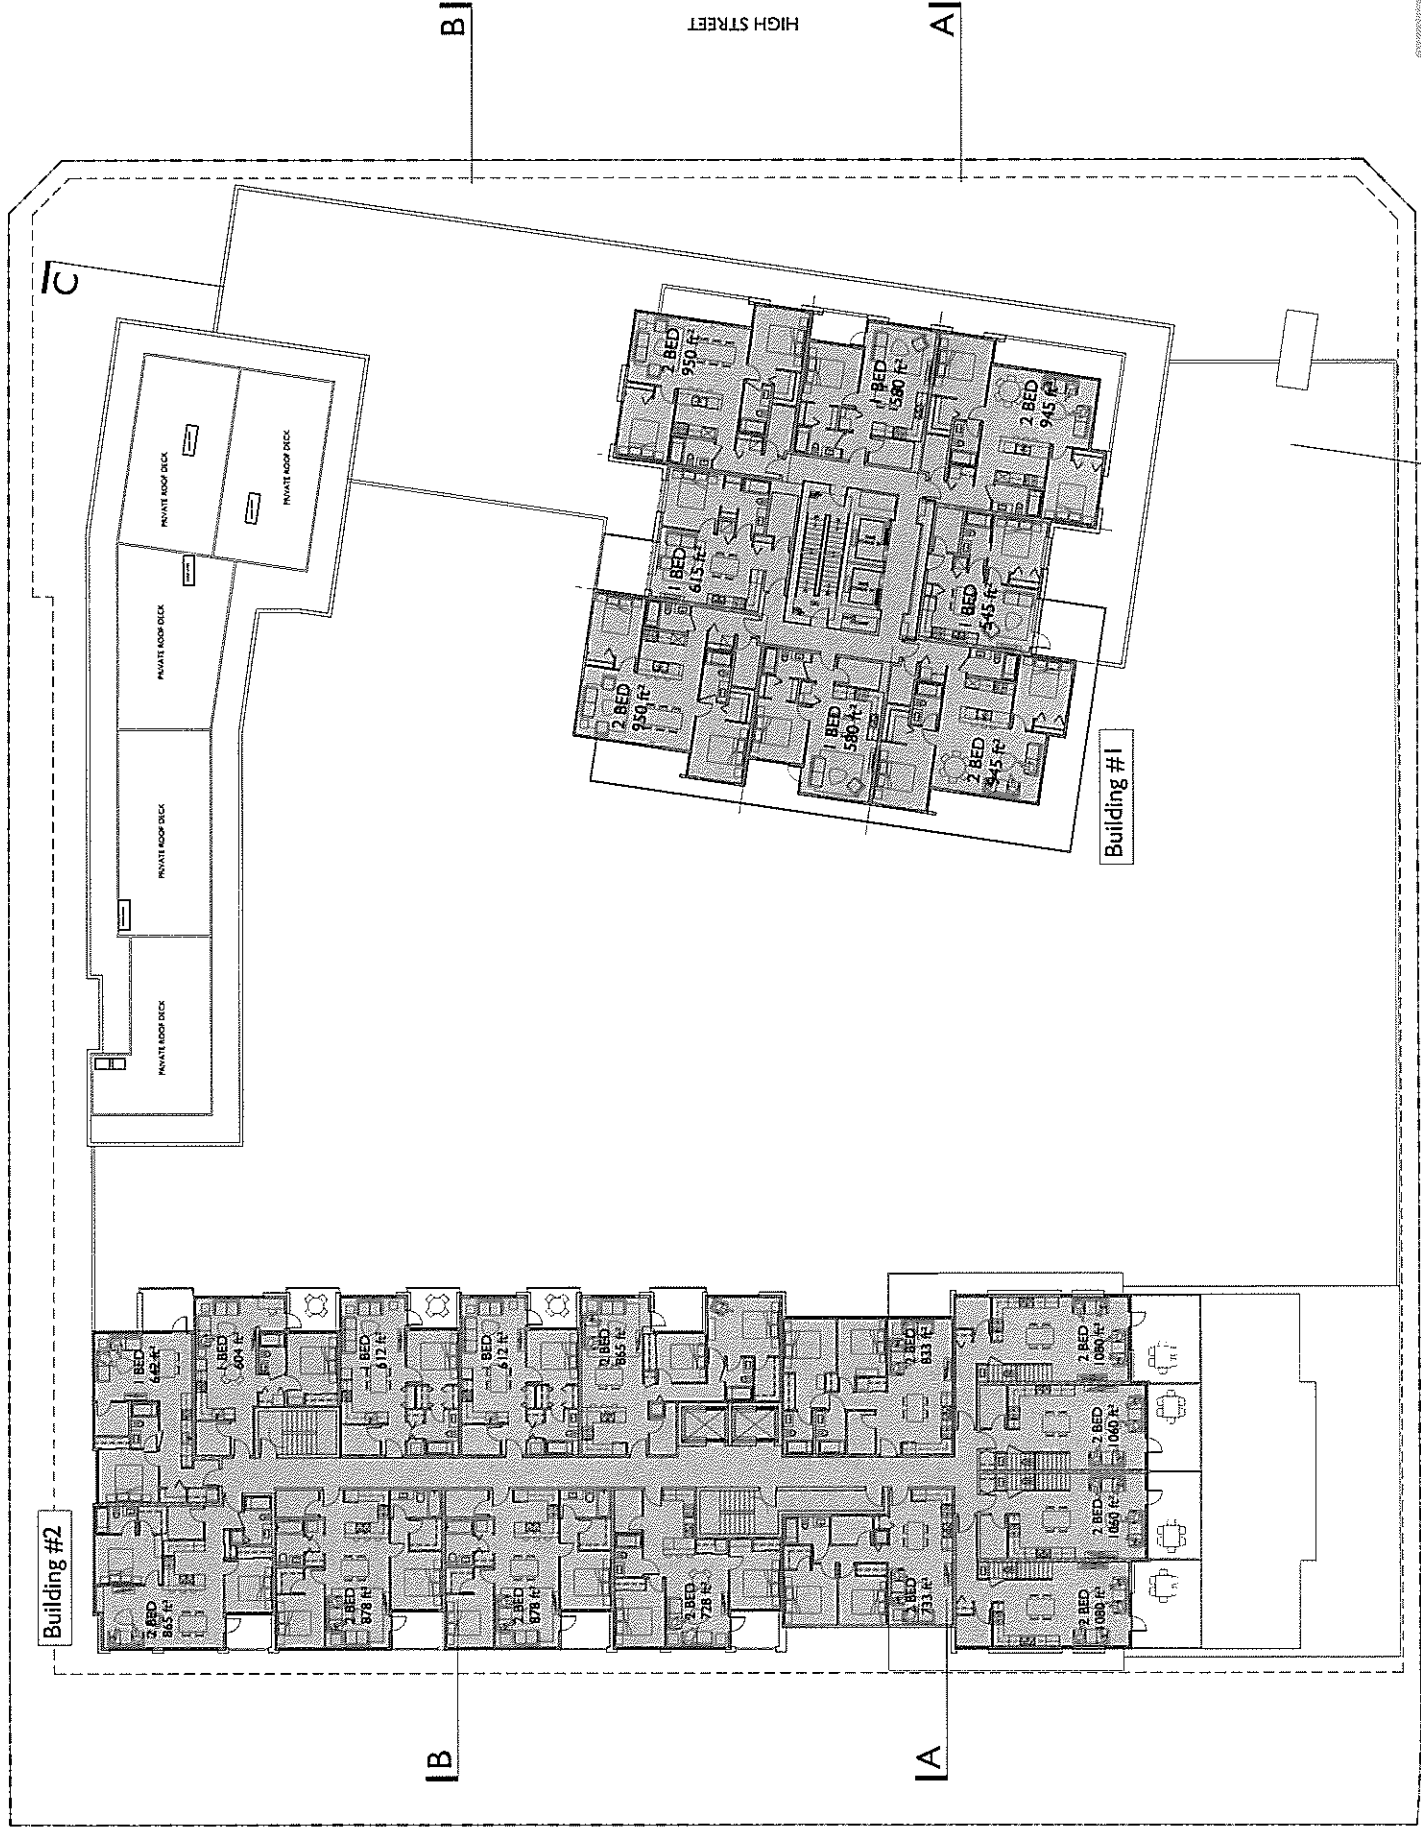 HIGH STREET
B
A
C
PRIVATE ROOF DECK
PRIVATE ROOF DECK
PRIVATE ROOF DECK
PRIVATE ROOF DECK
PRIVATE ROOF DECK
2 BED
950 ft²
1 BED
580 ft²
2 BED
945 ft²
1 BED
615 ft²
1 BED
545 ft²
2 BED
950 ft²
1 BED
580 ft²
2 BED
945 ft²
Building #1
Building #2
1 BED
1 BED
604 ft²
1 BED
612 ft²
1 BED
612 ft²
2 BED
865 ft²
2 BED
833 ft²
2 BED
1080 ft²
2 BED
1060 ft²
2 BED
1060 ft²
2 BED
1080 ft²
2 BED
865 ft²
2 BED
878 ft²
2 BED
878 ft²
2 BED
728 ft²
2 BED
733 ft²
B
A